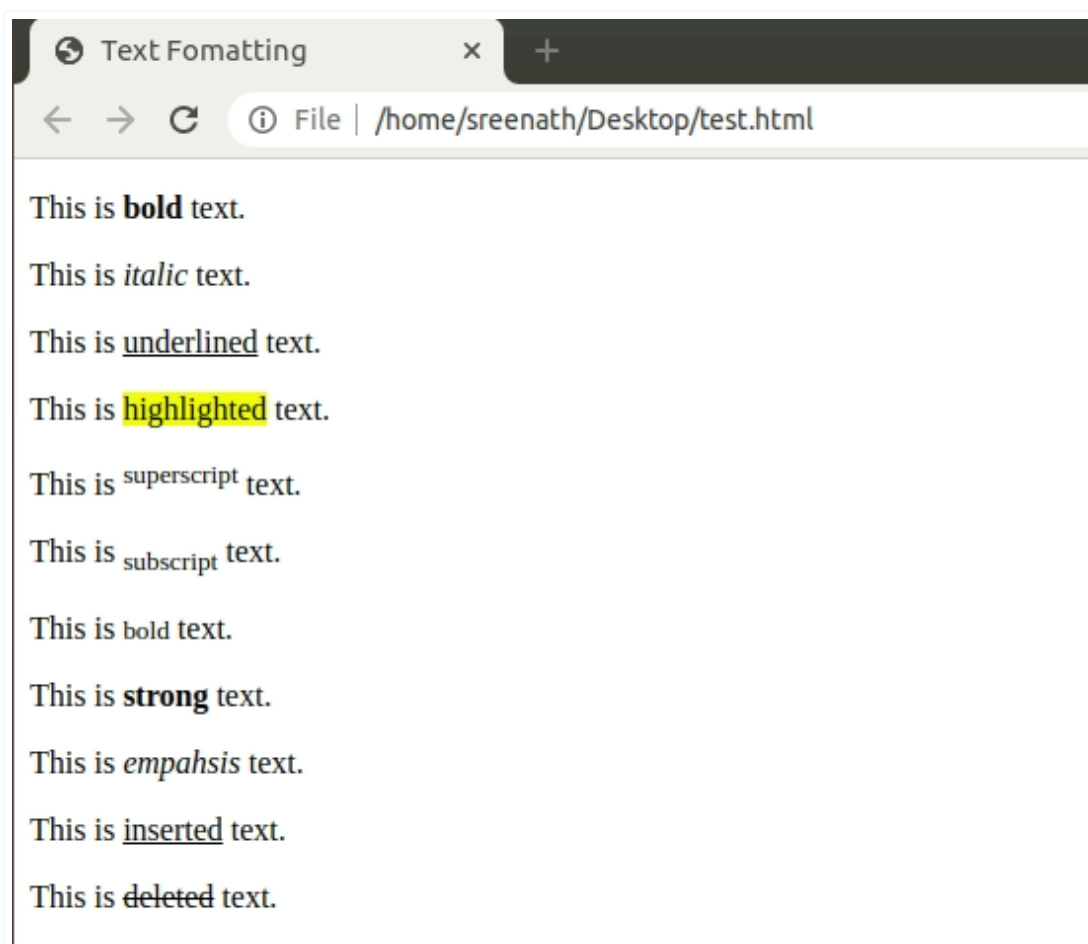 Text Fomatting
File /home/sreenath/Desktop/test.html
This is bold text.
This is italic text.
This is underlined text.
This is highlighted text.
This is superscript text.
This is subscript text.
This is bold text.
This is strong text.
This is empahsis text.
This is inserted text.
This is deleted text.